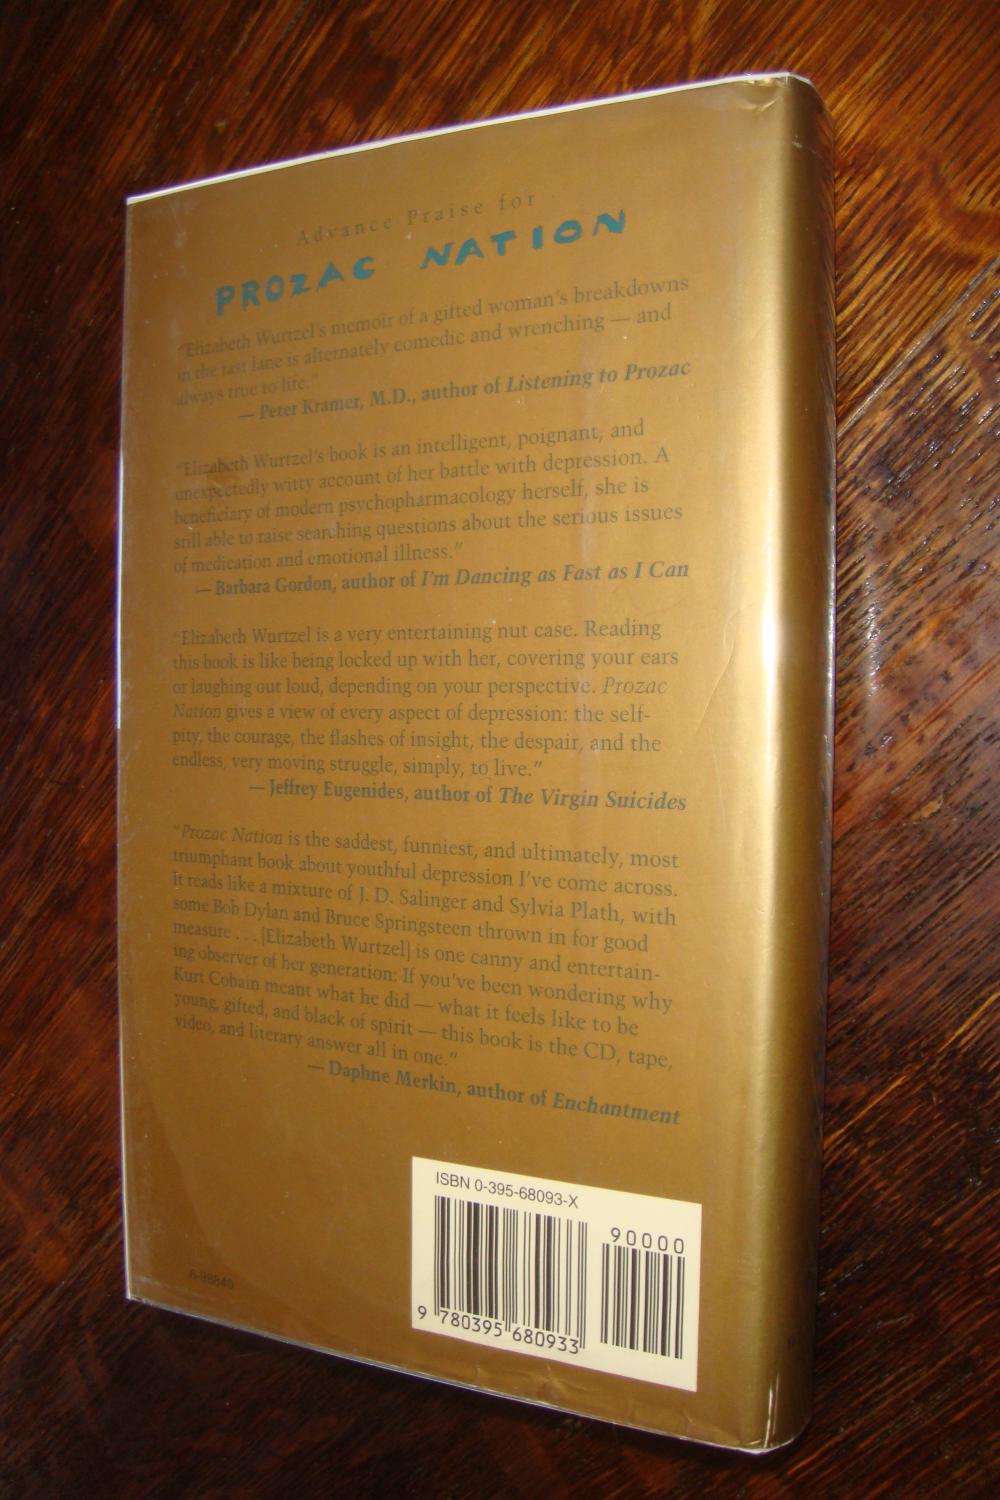 Advance Praise for
PROZAC NATION
"Elizabeth Wurtzel's memoir of a gifted woman's breakdowns
in the fast lane is alternately comedic and wrenching — and
always true to life."
— Peter Kramer, M.D., author of Listening to Prozac
"Elizabeth Wurtzel's book is an intelligent, poignant, and
unexpectedly witty account of her battle with depression. A
beneficiary of modern psychopharmacology herself, she is
still able to raise searching questions about the serious issues
of medication and emotional illness."
— Barbara Gordon, author of I'm Dancing as Fast as I Can
"Elizabeth Wurtzel is a very entertaining nut case. Reading
this book is like being locked up with her, covering your ears
or laughing out loud, depending on your perspective. Prozac
Nation gives a view of every aspect of depression: the self-
pity, the courage, the flashes of insight, the despair, and the
endless, very moving struggle, simply, to live."
— Jeffrey Eugenides, author of The Virgin Suicides
"Prozac Nation is the saddest, funniest, and ultimately, most
triumphant book about youthful depression I've come across.
It reads like a mixture of J. D. Salinger and Sylvia Plath, with
some Bob Dylan and Bruce Springsteen thrown in for good
measure . . . [Elizabeth Wurtzel] is one canny and entertain-
ing observer of her generation: If you've been wondering why
Kurt Cobain meant what he did — what it feels like to be
young, gifted, and black of spirit — this book is the CD, tape,
video, and literary answer all in one."
— Daphne Merkin, author of Enchantment
ISBN 0-395-68093-X
90000
9 780395 680933
6-98840